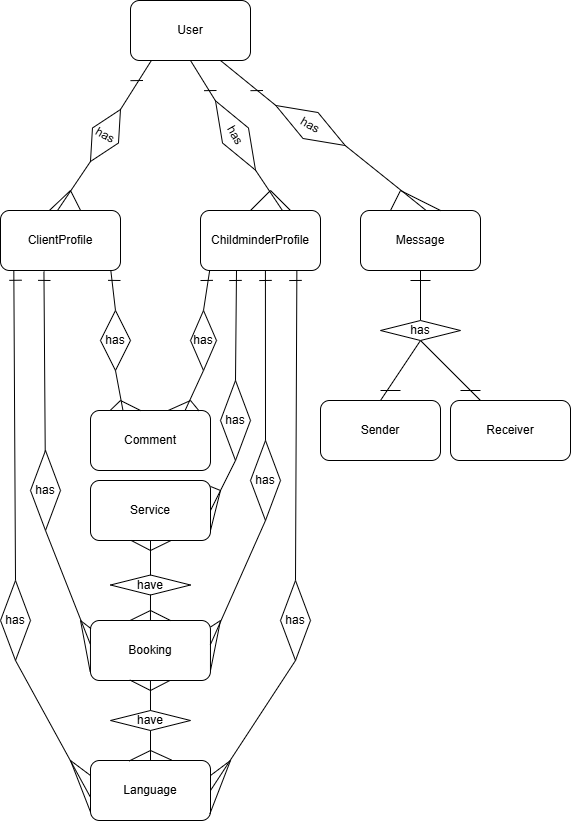 User
has
has
has
ClientProfile
ChildminderProfile
Message
has
has
has
Sender
Receiver
has
Comment
has
has
Service
have
has
has
Booking
have
Language